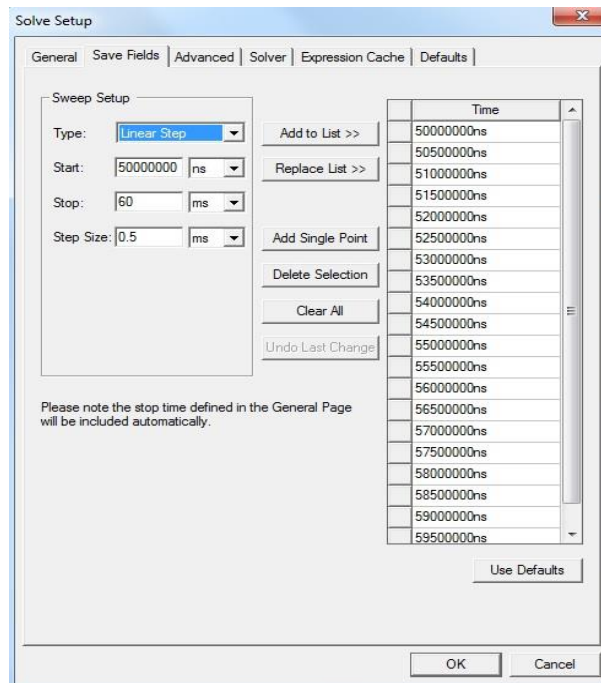 Solve Setup
General Save Fields Advanced Solver Expression Cache Defaults
Sweep Setup
Type: Linear Step
Start: 50000000 ns
Stop: 60 ms
Step Size: 0.5 ms
Add to List >>
Replace List >>
Add Single Point
Delete Selection
Clear All
Undo Last Change
Please note the stop time defined in the General Page
will be included automatically.
Time
50000000ns
50500000ns
51000000ns
51500000ns
52000000ns
52500000ns
53000000ns
53500000ns
54000000ns
54500000ns
55000000ns
55500000ns
56000000ns
56500000ns
57000000ns
57500000ns
58000000ns
58500000ns
59000000ns
59500000ns
Use Defaults
OK Cancel